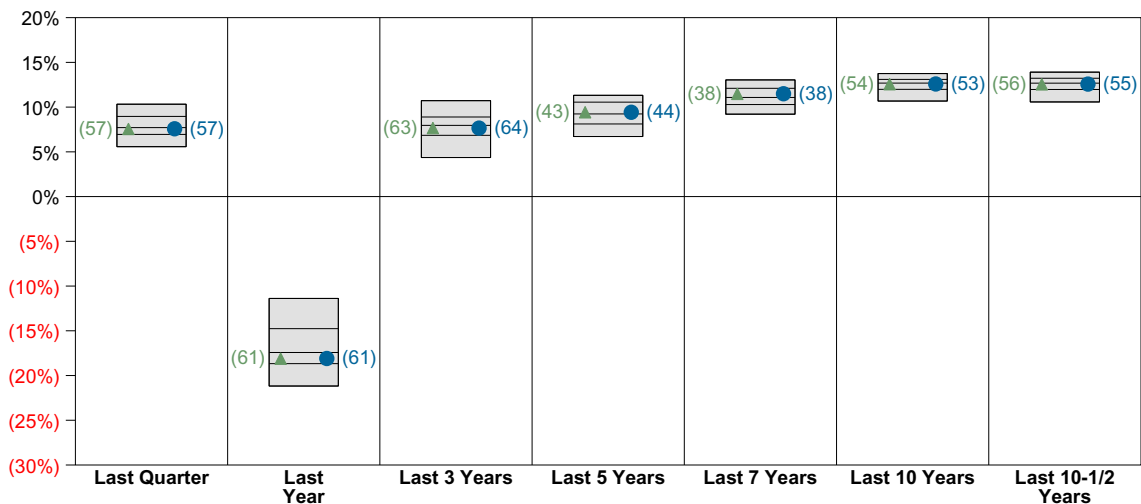 20%
15%
10%
5%
0%
(5%)
(10%)
(15%)
(20%)
(25%)
(30%)
(57) (57)
(61) (61)
(63) (64)
(43) (44)
(38) (38)
(54) (53)
(56) (55)
Last Quarter
Last
Year
Last 3 Years
Last 5 Years
Last 7 Years
Last 10 Years
Last 10-1/2
Years